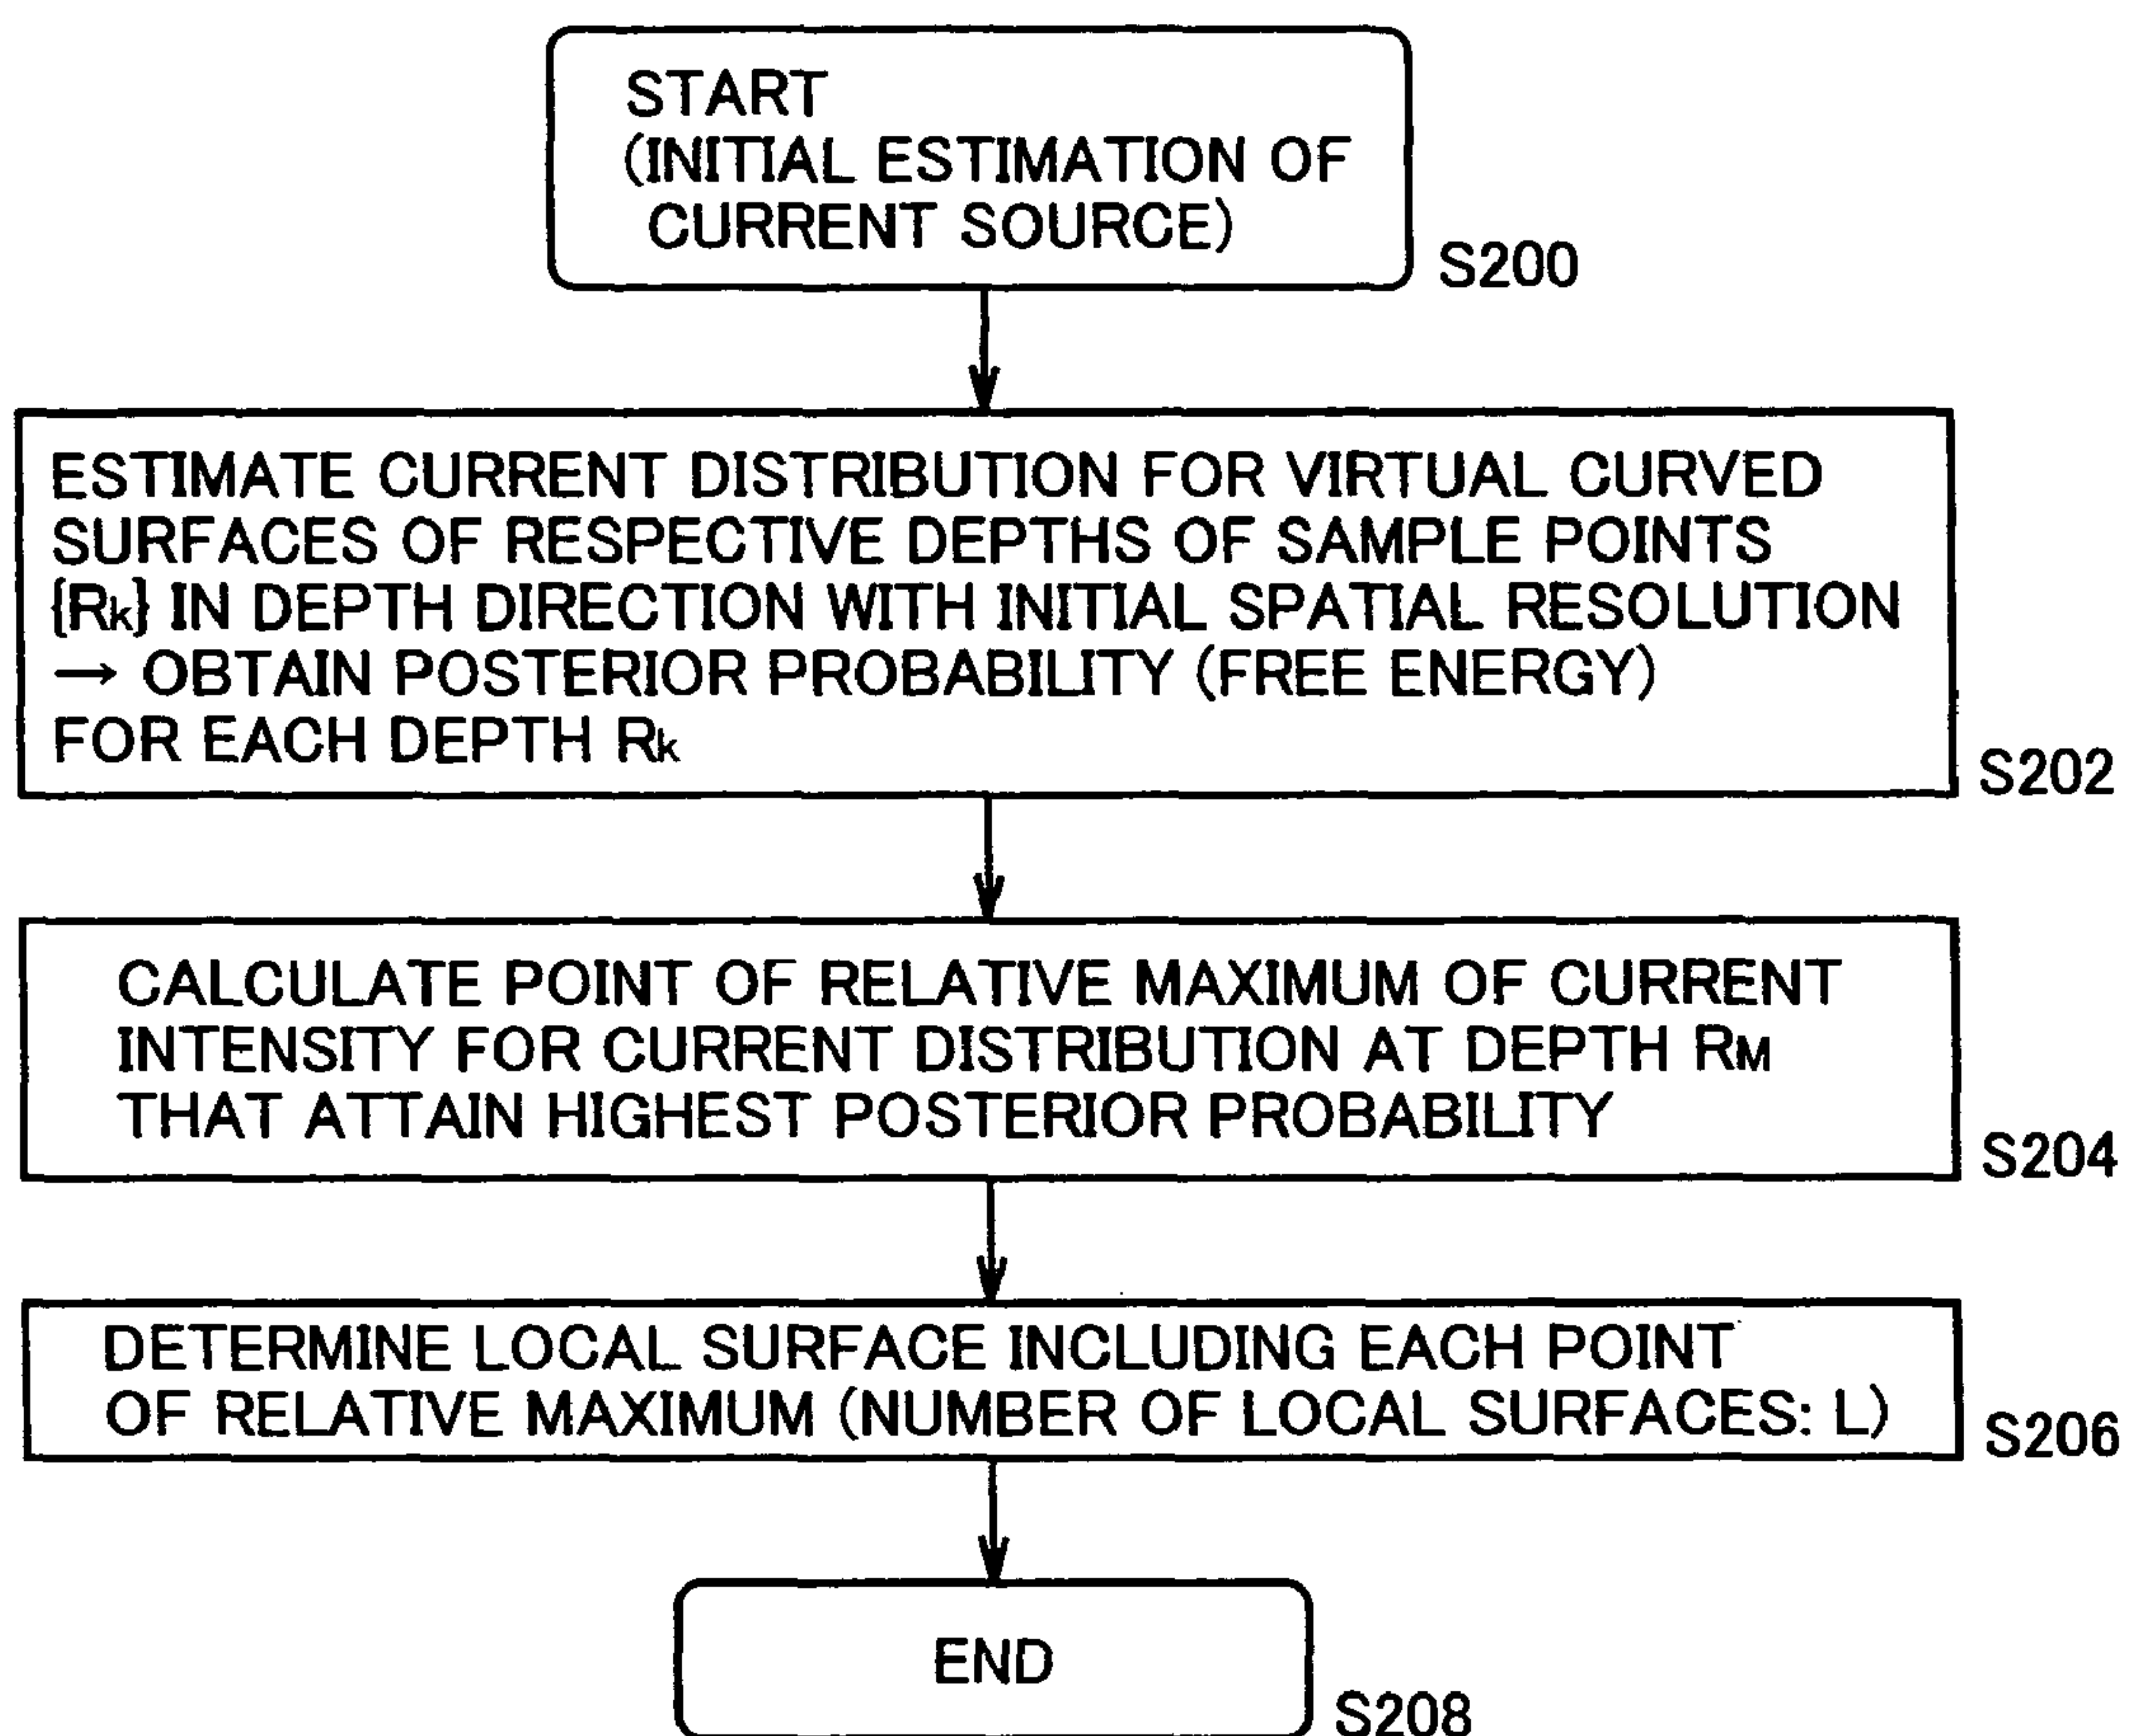 START
(INITIAL ESTIMATION OF
CURRENT SOURCE)
S200
ESTIMATE CURRENT DISTRIBUTION FOR VIRTUAL CURVED
SURFACES OF RESPECTIVE DEPTHS OF SAMPLE POINTS
{Rk} IN DEPTH DIRECTION WITH INITIAL SPATIAL RESOLUTION
→ OBTAIN POSTERIOR PROBABILITY (FREE ENERGY)
FOR EACH DEPTH Rk
S202
CALCULATE POINT OF RELATIVE MAXIMUM OF CURRENT
INTENSITY FOR CURRENT DISTRIBUTION AT DEPTH RM
THAT ATTAIN HIGHEST POSTERIOR PROBABILITY
S204
DETERMINE LOCAL SURFACE INCLUDING EACH POINT
OF RELATIVE MAXIMUM (NUMBER OF LOCAL SURFACES: L)
S206
END
S208